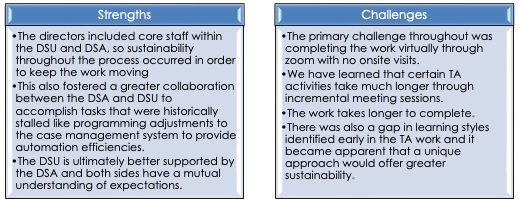 Strengths
•The directors included core staff within
the DSU and DSA, so sustainability
throughout the process occurred in order
to keep the work moving
•This also fostered a greater collaboration
between the DSA and DSU to
accomplish tasks that were historically
stalled like programming adjustments to
the case management system to provide
automation efficiencies.
•The DSU is ultimately better supported by
the DSA and both sides have a mutual
understanding of expectations.
Challenges
•The primary challenge throughout was
completing the work virtually through
zoom with no onsite visits.
•We have learned that certain TA
activities take much longer through
incremental meeting sessions.
•The work takes longer to complete.
•There was also a gap in learning styles
identified early in the TA work and it
became apparent that a unique
approach would offer greater
sustainability.